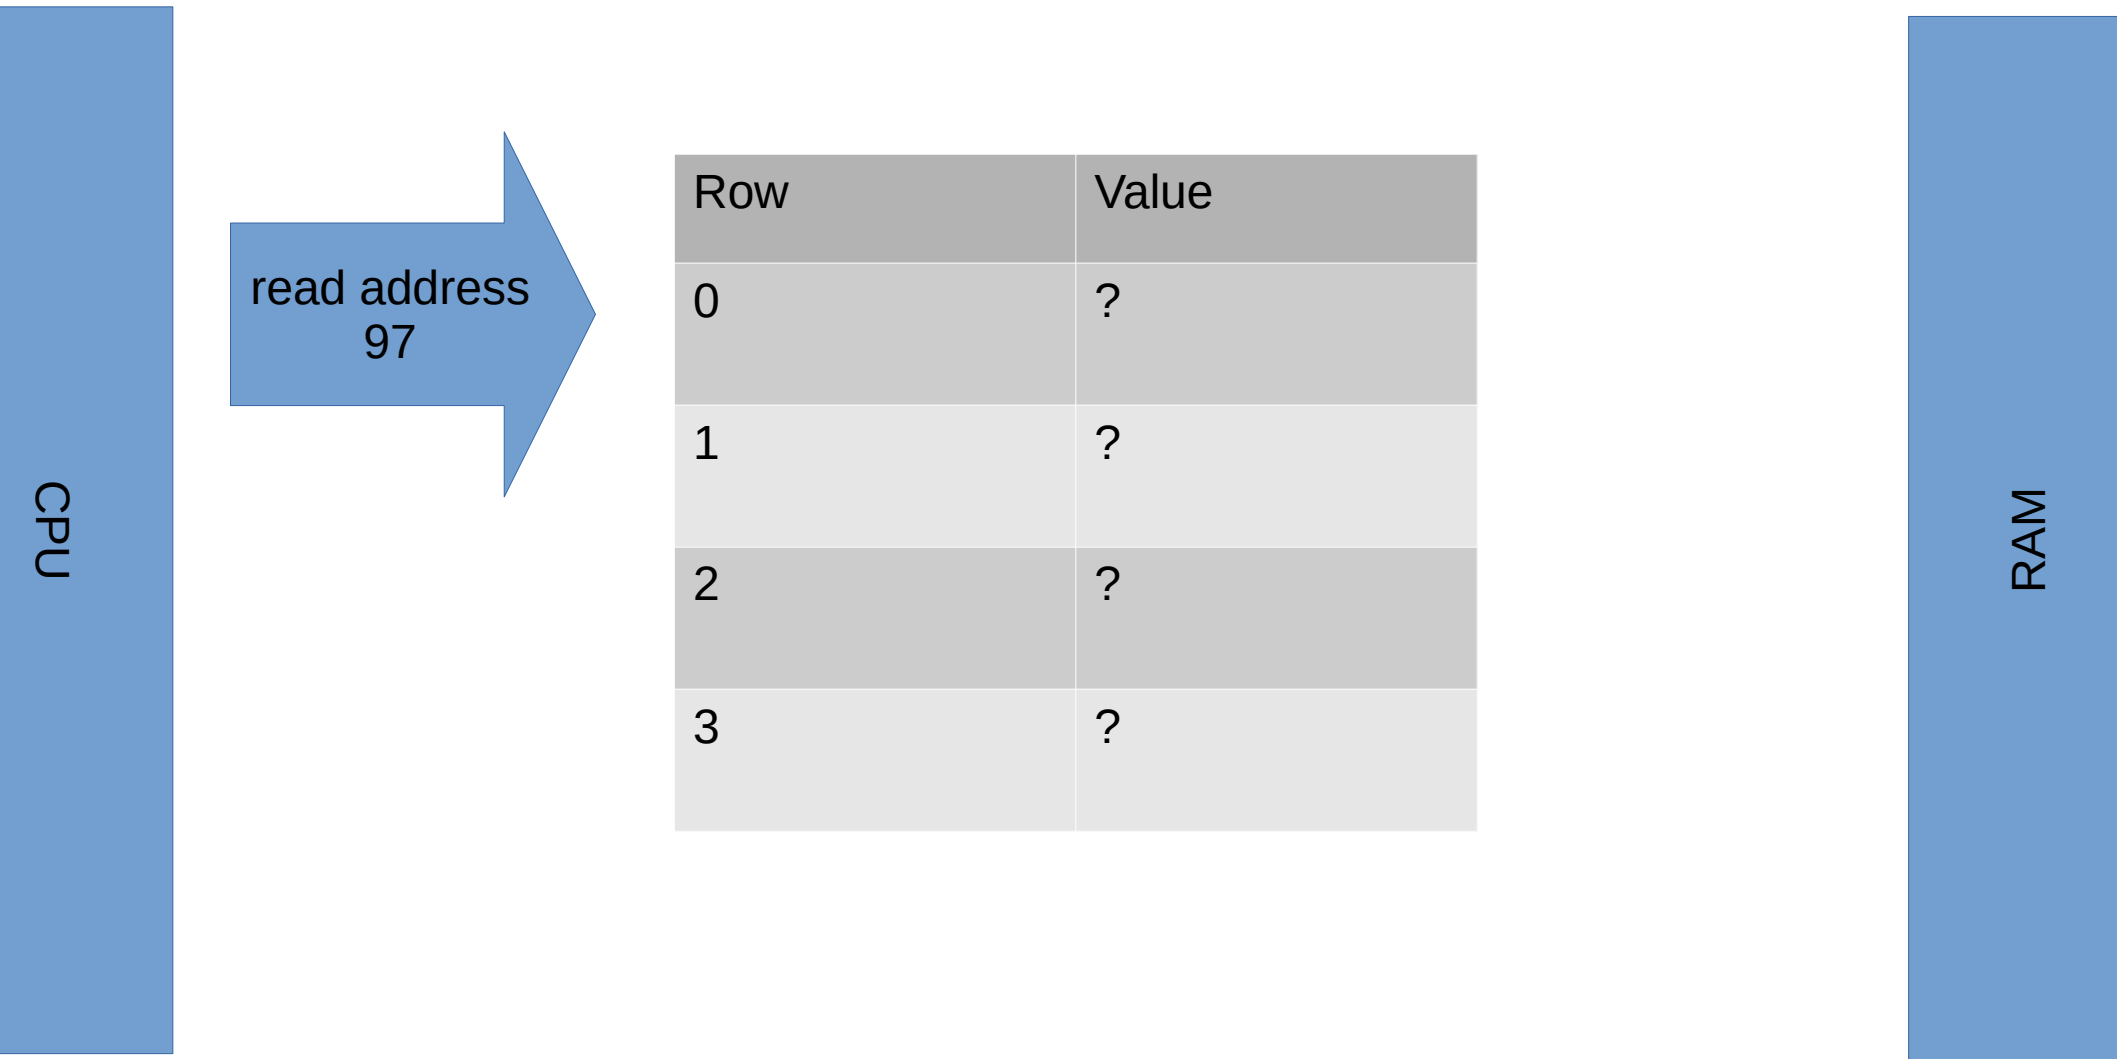 CPU
read address
97
Row Value
0 ?
1 ?
2 ?
3 ?
RAM